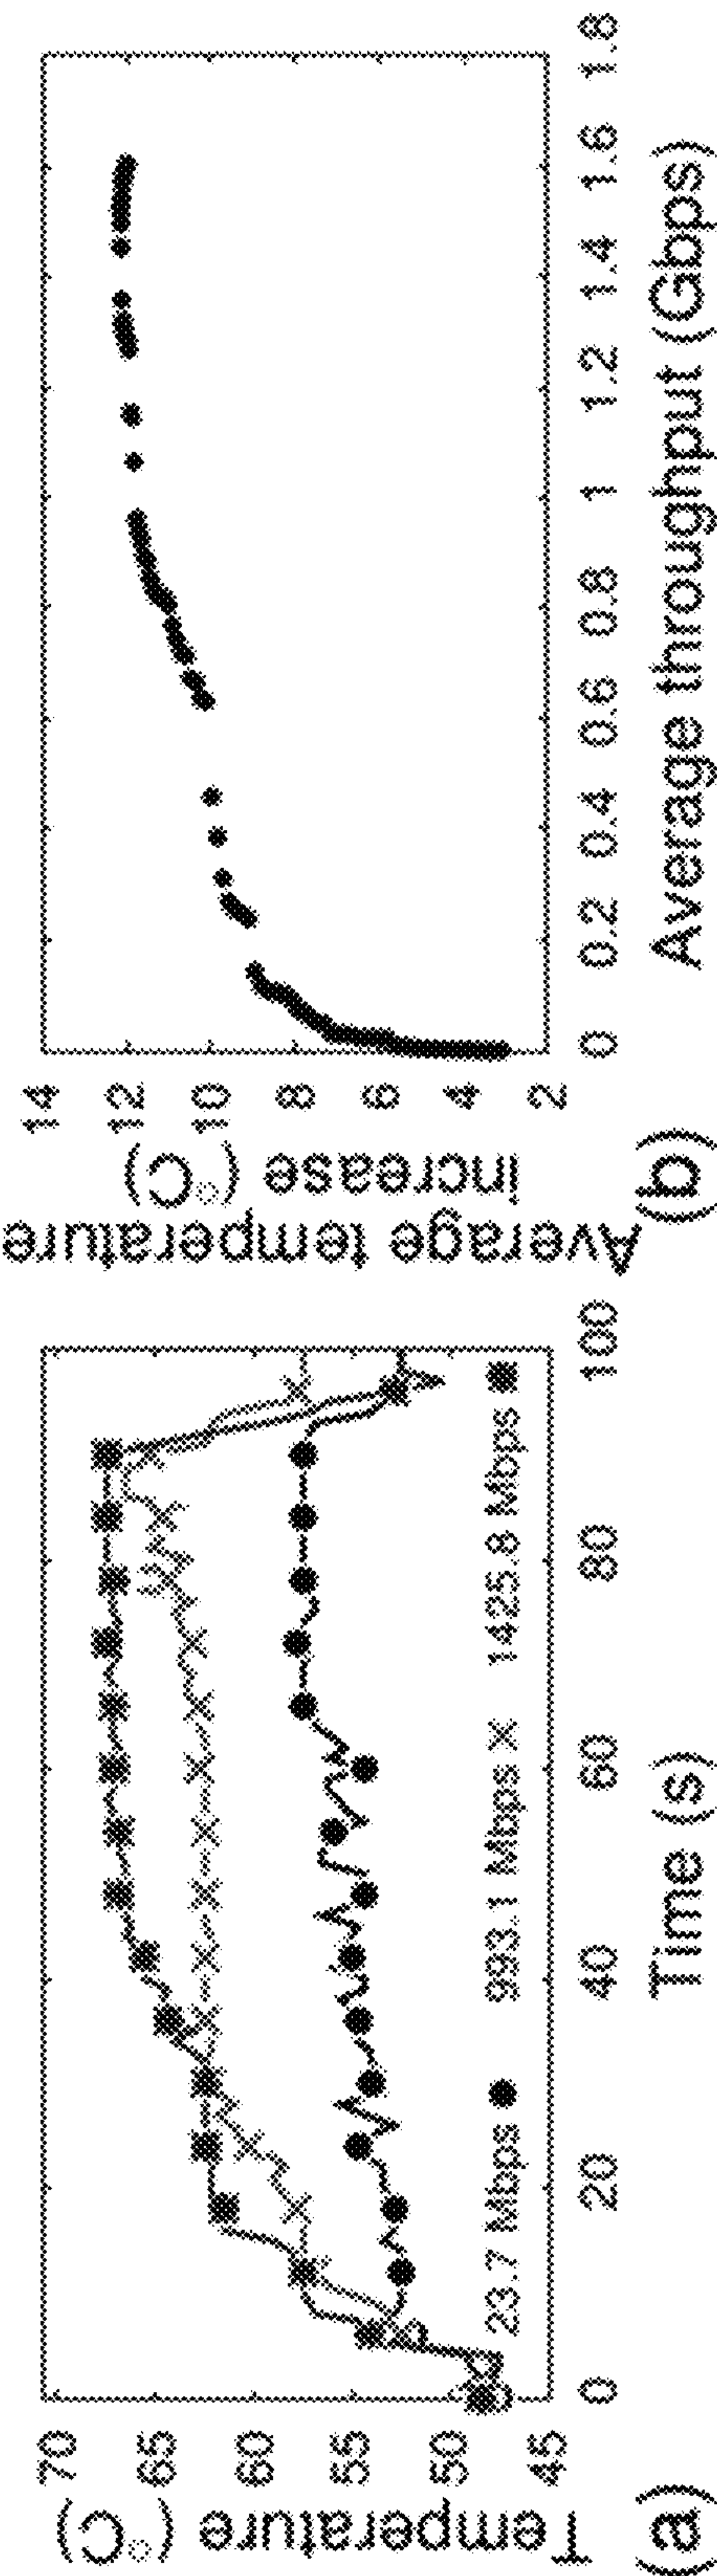 Temperature (°C)
70
65
60
55
50
45
0
20
40
60
80
100
Time (s)
23.7 Mbps
993.1 Mbps
1425.8 Mbps
(a)
Average temperature
increase (°C)
14
12
10
8
6
4
2
0
0.2
0.4
0.6
0.8
1
1.2
1.4
1.6
1.8
Average throughput (Gbps)
(b)